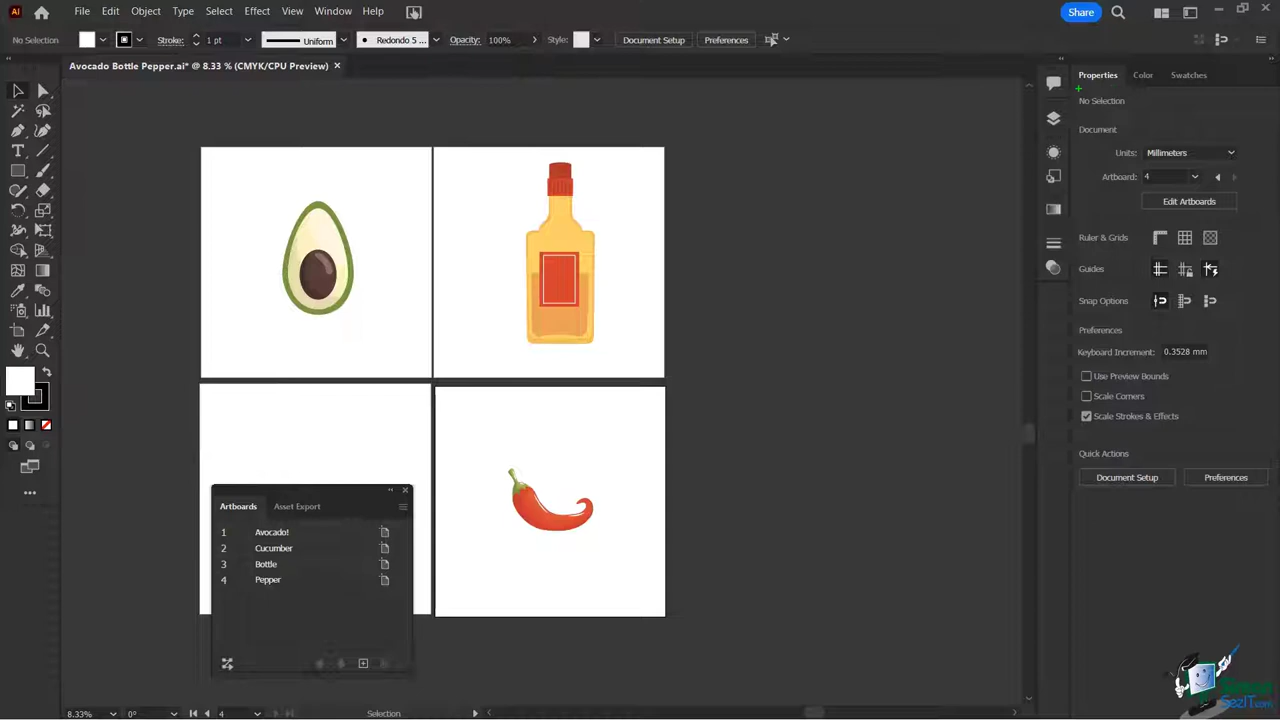 Ai File Edit Object Type Select Effect View Window Help Share
No Selection Stroke: 1 pt Uniform Redondo 5 ... Opacity: 100% Style: Document Setup Preferences
Avocado Bottle Pepper.ai* @ 8.33 % (CMYK/CPU Preview) ×
Properties Color Swatches
No Selection
Document
Units: Millimeters
Artboard: 4
Edit Artboards
Ruler & Grids
Guides
Snap Options
Preferences
Keyboard Increment: 0.3528 mm
Use Preview Bounds
Scale Corners
Scale Strokes & Effects
Quick Actions
Document Setup Preferences
Artboards Asset Export
1 Avocado!
2 Cucumber
3 Bottle
4 Pepper
8.33% 0° 4 Selection
SezIT.com